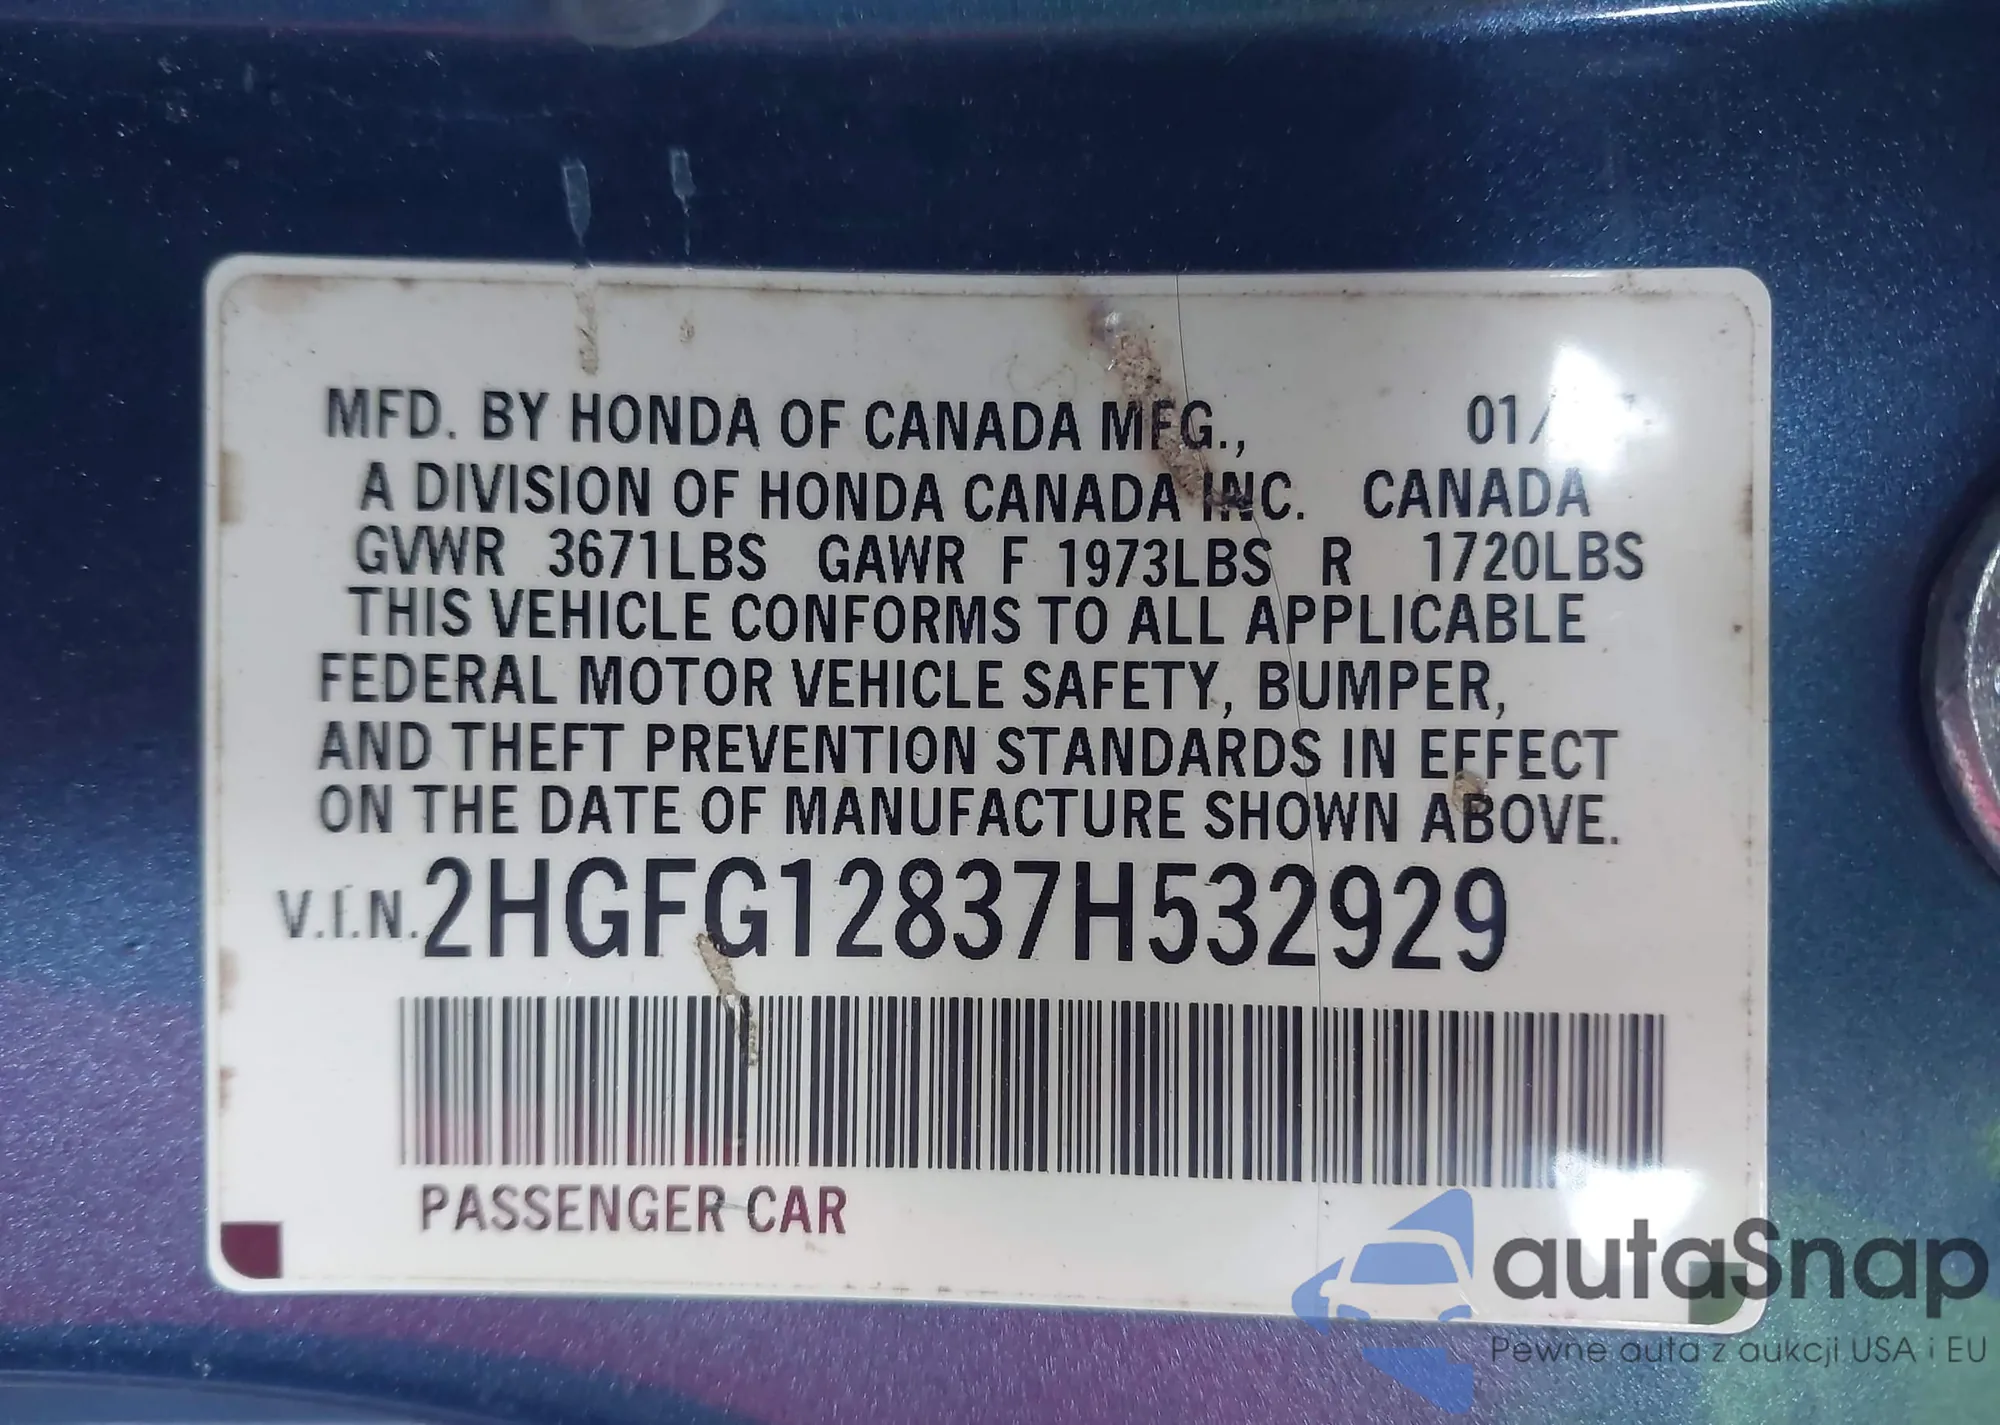 MFD. BY HONDA OF CANADA MFG., 01/
A DIVISION OF HONDA CANADA INC. CANADA
GVWR 3671LBS GAWR F 1973LBS R 1720LBS
THIS VEHICLE CONFORMS TO ALL APPLICABLE
FEDERAL MOTOR VEHICLE SAFETY, BUMPER,
AND THEFT PREVENTION STANDARDS IN EFFECT
ON THE DATE OF MANUFACTURE SHOWN ABOVE.
V.I.N. 2HGFG12837H532929
PASSENGER CAR
autaSnap
Pewne auta z aukcji USA i EU